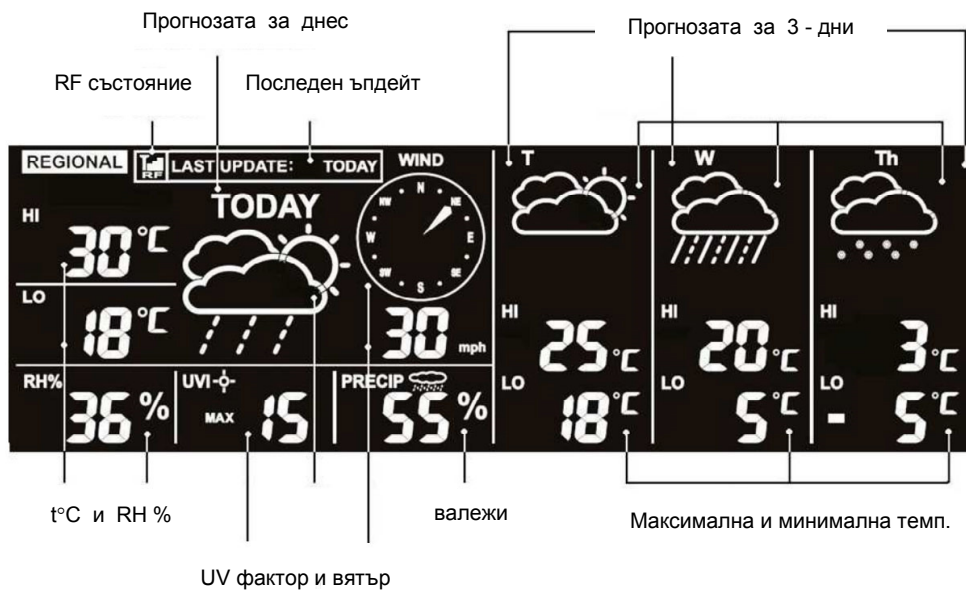 Прогнозата за днес
Прогнозата за 3 - дни
RF състояние
Последен ъпдейт
REGIONAL
RF
LAST UPDATE: TODAY
WIND
T
W
Th
TODAY
HI
30 °C
N
NE
E
SE
S
SW
W
NW
LO
18 °C
30 mph
HI
25 °C
HI
20 °C
HI
3 °C
LO
18 °C
LO
5 °C
LO
- 5 °C
RH%
36 %
UVI
MAX 15
PRECIP
55 %
t°C и RH %
валежи
Максимална и минимална темп.
UV фактор и вятър